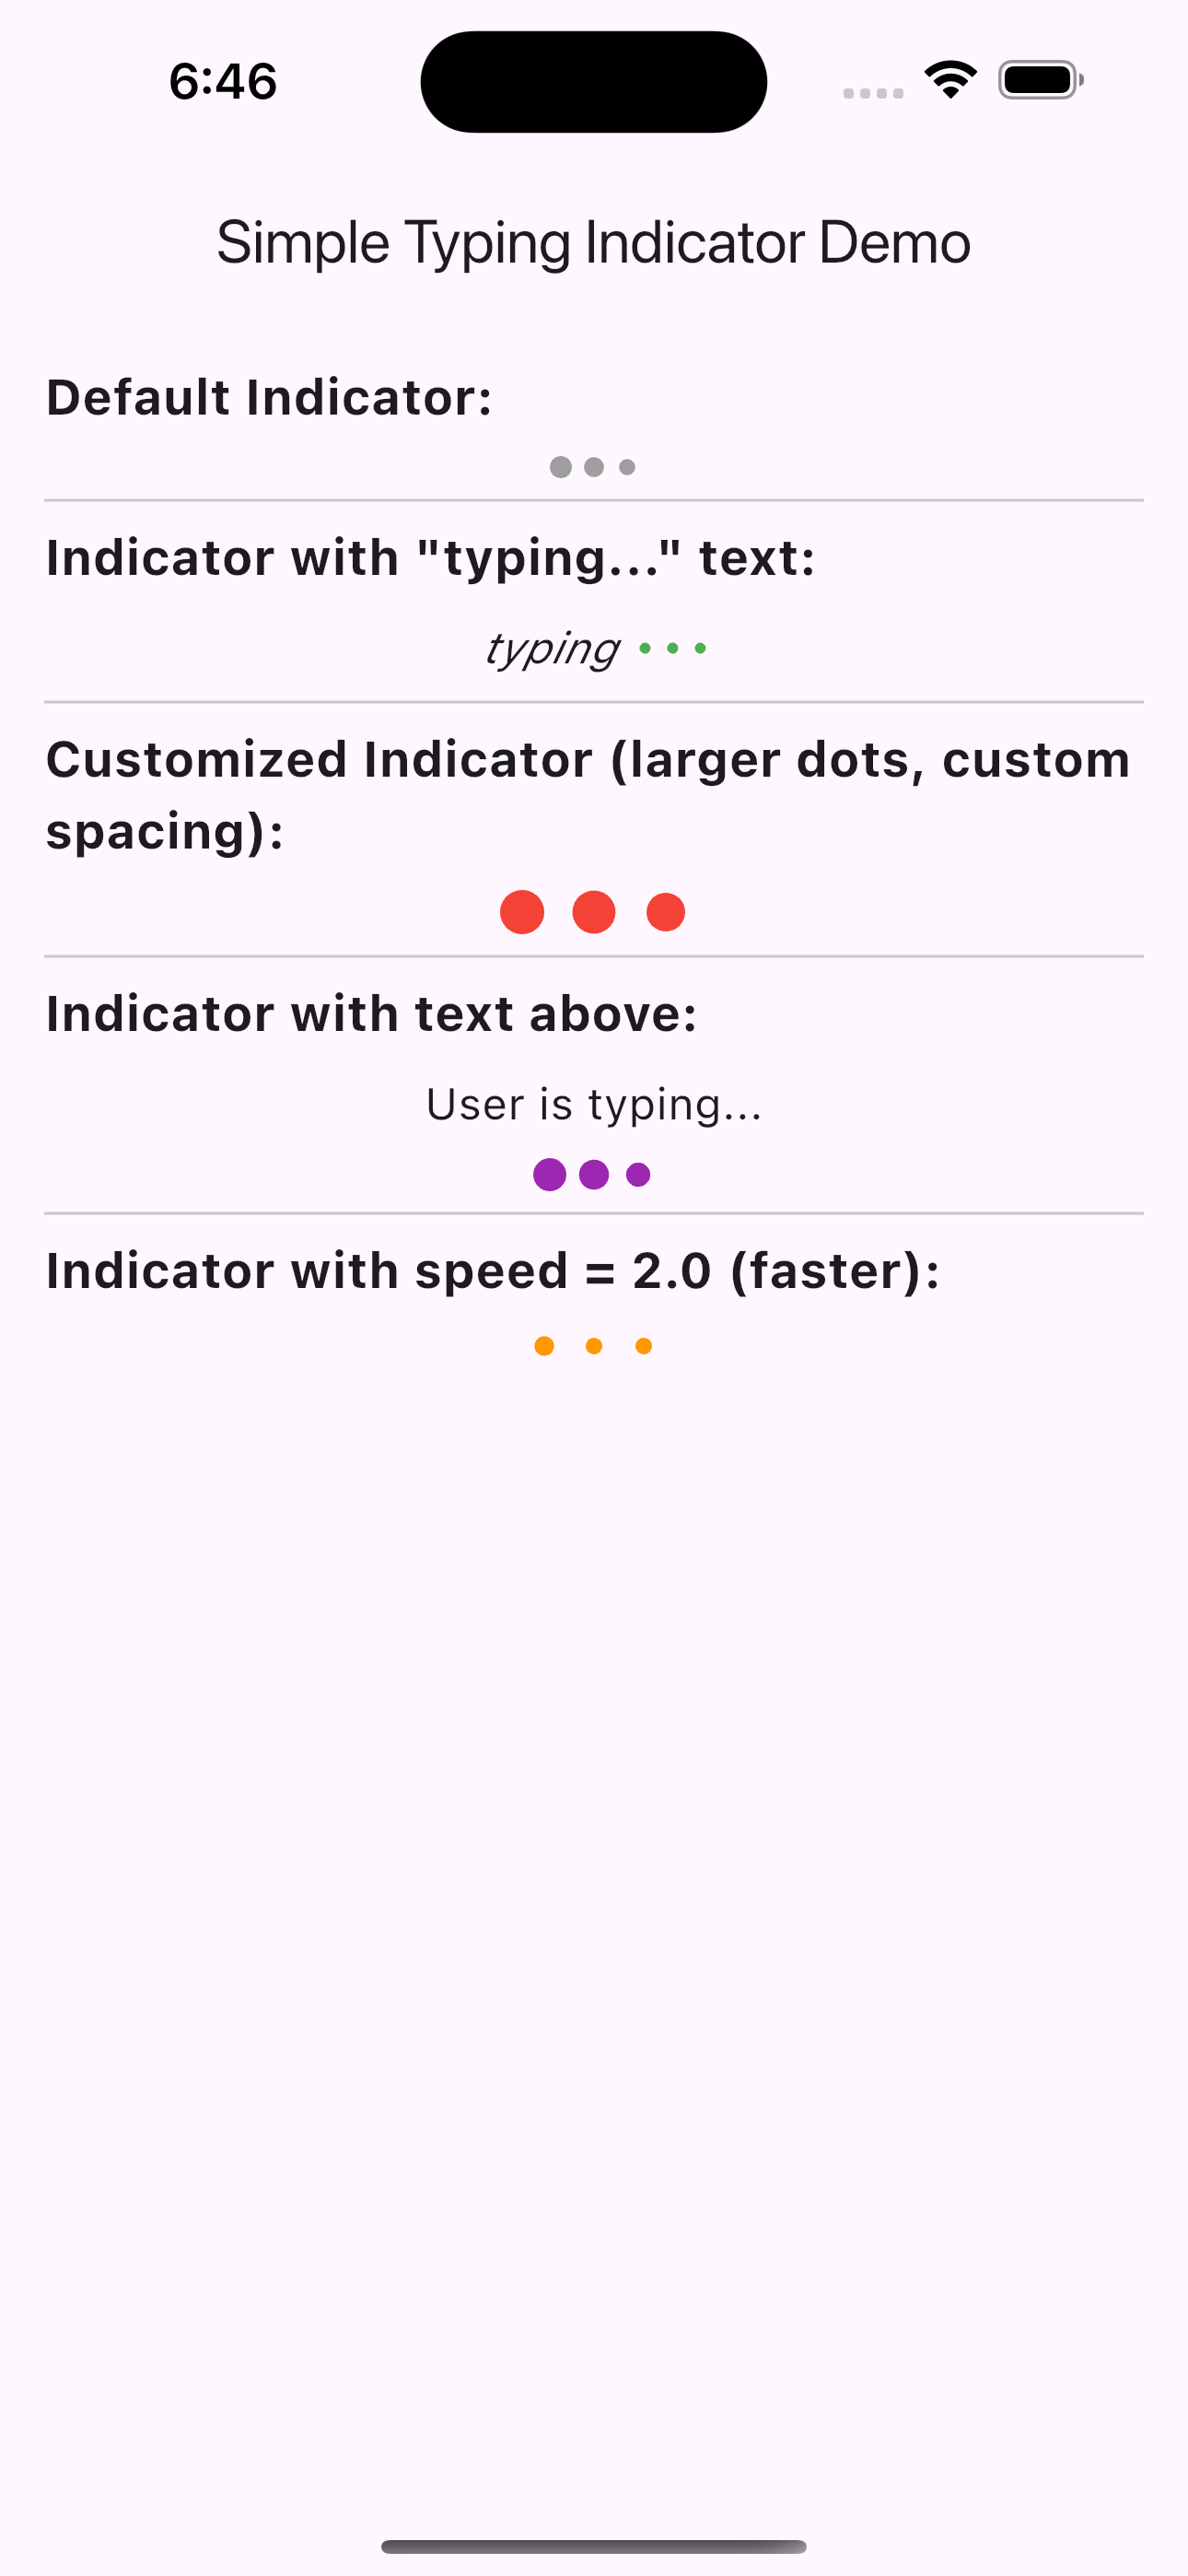 6:46
Simple Typing Indicator Demo
Default Indicator:
Indicator with "typing..." text:
typing
Customized Indicator (larger dots, custom
spacing):
Indicator with text above:
User is typing...
Indicator with speed = 2.0 (faster):